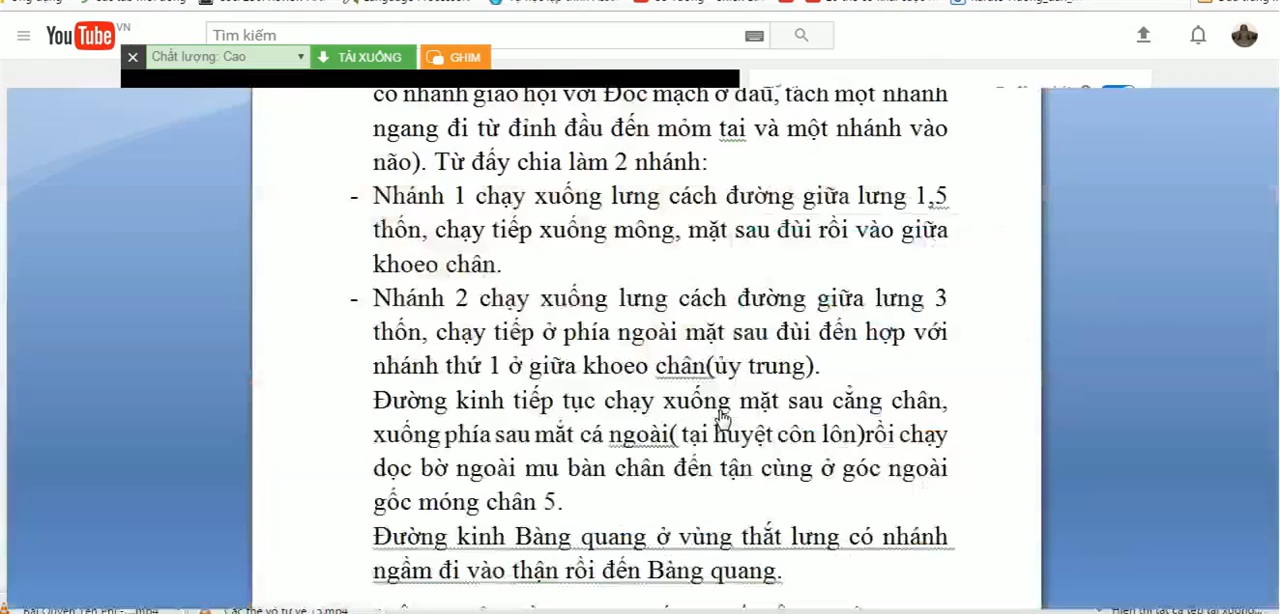 YouTube VN
Tìm kiếm
Chất lượng: Cao
TẢI XUỐNG
GHIM
có nhánh giao hội với Đốc mạch ở đầu, tách một nhánh
ngang đi từ đỉnh đầu đến mỏm tai và một nhánh vào
não). Từ đấy chia làm 2 nhánh:
- Nhánh 1 chạy xuống lưng cách đường giữa lưng 1,5
thốn, chạy tiếp xuống mông, mặt sau đùi rồi vào giữa
khoeo chân.
- Nhánh 2 chạy xuống lưng cách đường giữa lưng 3
thốn, chạy tiếp ở phía ngoài mặt sau đùi đến hợp với
nhánh thứ 1 ở giữa khoeo chân(ủy trung).
Đường kinh tiếp tục chạy xuống mặt sau cẳng chân,
xuống phía sau mắt cá ngoài( tại huyệt côn lôn)rồi chạy
dọc bờ ngoài mu bàn chân đến tận cùng ở góc ngoài
gốc móng chân 5.
Đường kinh Bàng quang ở vùng thắt lưng có nhánh
ngầm đi vào thận rồi đến Bàng quang.